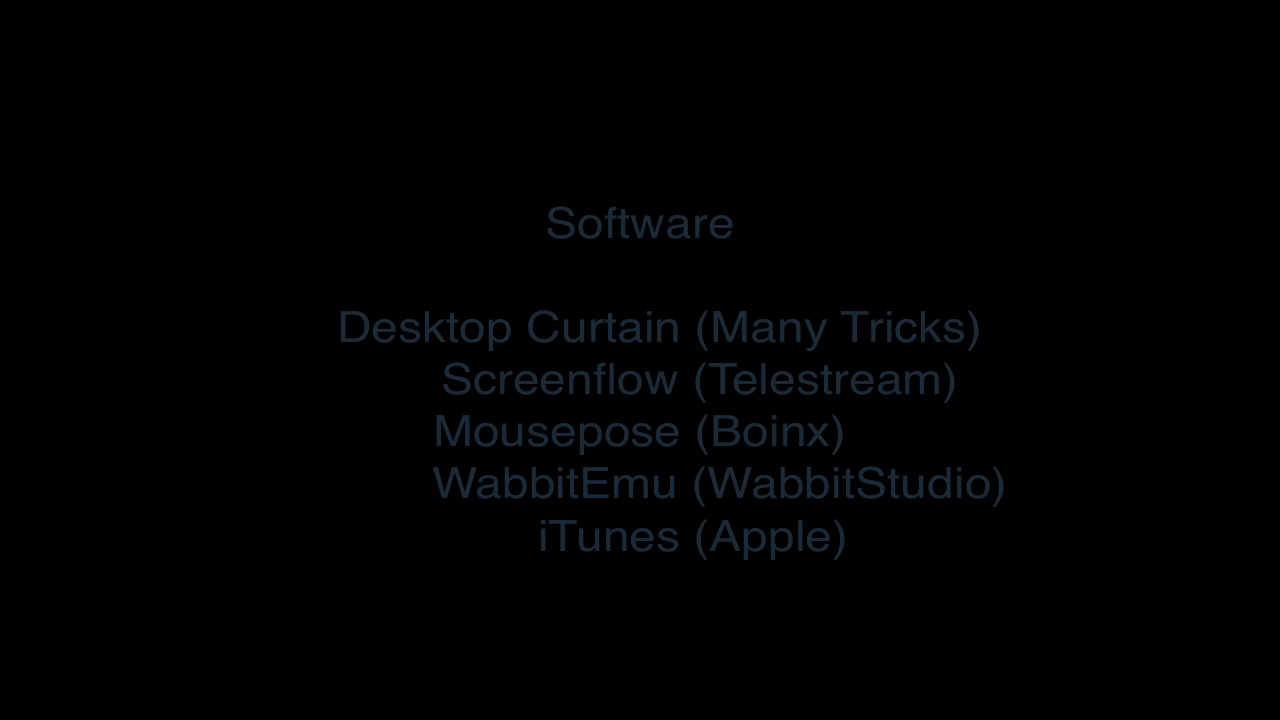 Software
Desktop Curtain (Many Tricks)
Screenflow (Telestream)
Mousepose (Boinx)
WabbitEmu (WabbitStudio)
iTunes (Apple)